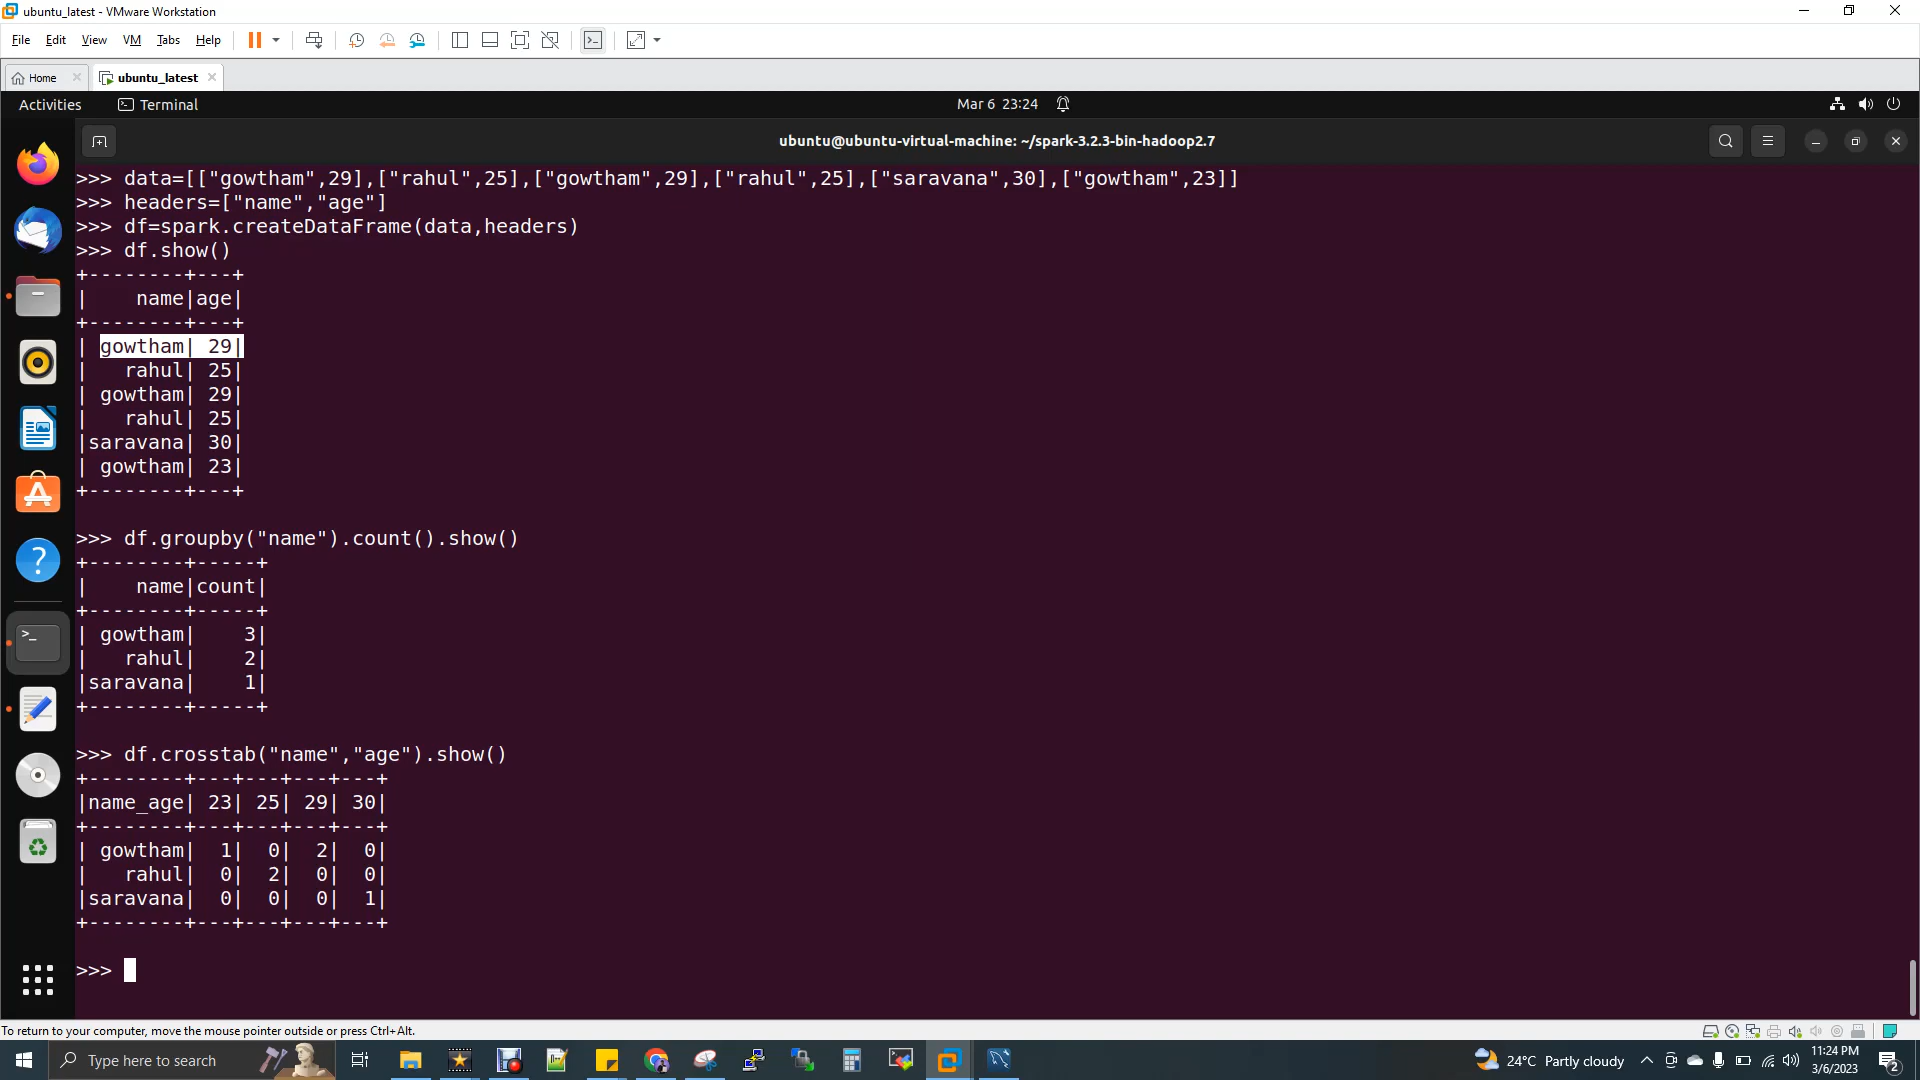 ubuntu_latest - VMware Workstation
File Edit View VM Tabs Help
Home ubuntu_latest
Activities Terminal Mar 6 23:24
ubuntu@ubuntu-virtual-machine: ~/spark-3.2.3-bin-hadoop2.7
>>> data=[["gowtham",29],["rahul",25],["gowtham",29],["rahul",25],["saravana",30],["gowtham",23]]
>>> headers=["name","age"]
>>> df=spark.createDataFrame(data,headers)
>>> df.show()
+--------+---+
|    name|age|
+--------+---+
| gowtham| 29|
|   rahul| 25|
| gowtham| 29|
|   rahul| 25|
|saravana| 30|
| gowtham| 23|
+--------+---+
>>> df.groupby("name").count().show()
+--------+-----+
|    name|count|
+--------+-----+
| gowtham|    3|
|   rahul|    2|
|saravana|    1|
+--------+-----+
>>> df.crosstab("name","age").show()
+--------+---+---+---+---+
|name_age| 23| 25| 29| 30|
+--------+---+---+---+---+
| gowtham|  1|  0|  2|  0|
|   rahul|  0|  2|  0|  0|
|saravana|  0|  0|  0|  1|
+--------+---+---+---+---+
>>>
To return to your computer, move the mouse pointer outside or press Ctrl+Alt.
Type here to search
24°C Partly cloudy
11:24 PM
3/6/2023
2